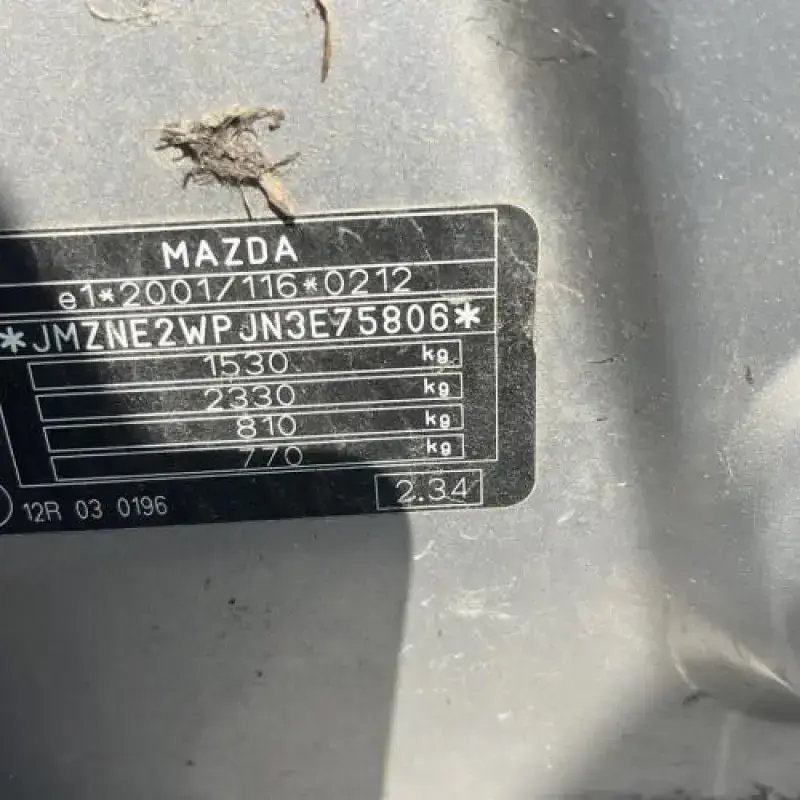 MAZDA
e1*2001/116*0212
*JMZNE2WPJN3E75806*
1530 kg
2330 kg
810 kg
770 kg
12R 03 0196
2.34